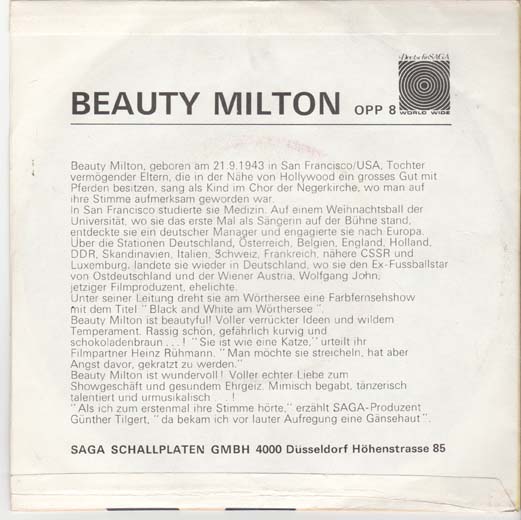 DeutscheSAGA
BEAUTY MILTON OPP 8
WORLD WIDE
Beauty Milton, geboren am 21.9.1943 in San Francisco/USA, Tochter
vermögender Eltern, die in der Nähe von Hollywood ein grosses Gut mit
Pferden besitzen, sang als Kind im Chor der Negerkirche, wo man auf
ihre Stimme aufmerksam geworden war.
In San Francisco studierte sie Medizin. Auf einem Weihnachtsball der
Universität, wo sie das erste Mal als Sängerin auf der Bühne stand,
entdeckte sie ein deutscher Manager und engagierte sie nach Europa.
Über die Stationen Deutschland, Österreich, Belgien, England, Holland,
DDR, Skandinavien, Italien, Schweiz, Frankreich, nähere CSSR und
Luxemburg, landete sie wieder in Deutschland, wo sie den Ex-Fussballstar
von Ostdeutschland und der Wiener Austria, Wolfgang John,
jetziger Filmproduzent, ehelichte.
Unter seiner Leitung dreht sie am Wörthersee eine Farbfernsehshow
mit dem Titel "Black and White am Wörthersee".
Beauty Milton ist beautyfull! Voller verrückter Ideen und wildem
Temperament. Rassig schön, gefährlich kurvig und
schokoladenbraun . . . ! "Sie ist wie eine Katze," urteilt ihr
Filmpartner Heinz Rühmann. "Man möchte sie streicheln, hat aber
Angst davor, gekratzt zu werden."
Beauty Milton ist wundervoll! Voller echter Liebe zum
Showgeschäft und gesundem Ehrgeiz. Mimisch begabt, tänzerisch
talentiert und urmusikalisch . . !
"Als ich zum erstenmal ihre Stimme hörte," erzählt SAGA-Produzent
Günther Tilgert, "da bekam ich vor lauter Aufregung eine Gänsehaut".
SAGA SCHALLPLATEN GMBH 4000 Düsseldorf Höhenstrasse 85